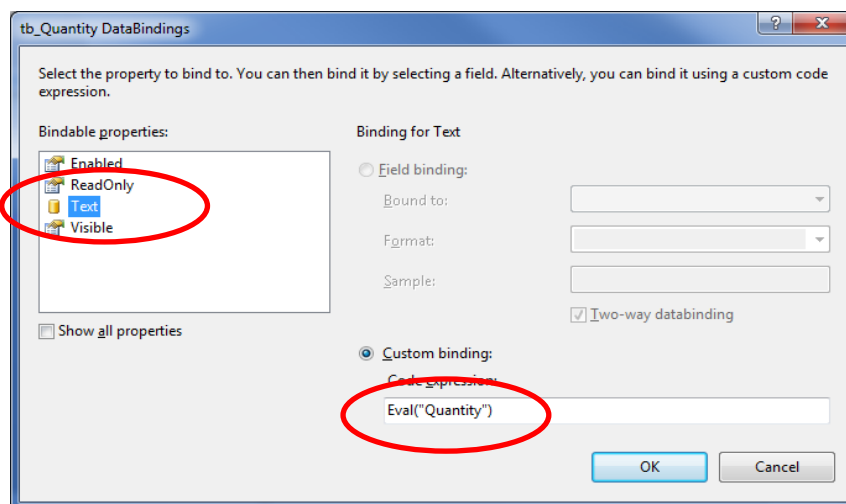 tb_Quantity DataBindings
Select the property to bind to. You can then bind it by selecting a field. Alternatively, you can bind it using a custom code
expression.
Bindable properties:
Enabled
ReadOnly
Text
Visible
Show all properties
Binding for Text
Field binding:
Bound to:
Format:
Sample:
Two-way databinding
Custom binding:
Code expression:
Eval("Quantity")
OK
Cancel